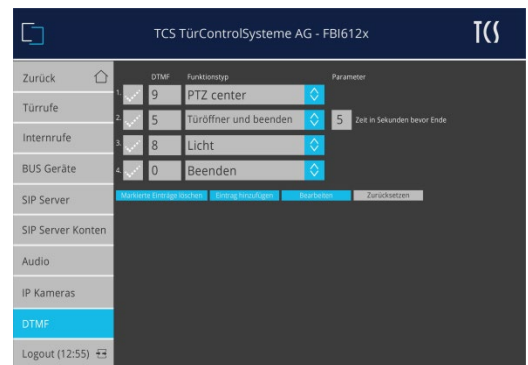 TCS TürControlSysteme AG - FBI612x
TCS
Zurück
Türrufe
Internrufe
BUS Geräte
SIP Server
SIP Server Konten
Audio
IP Kameras
DTMF
Logout (12:55)
DTMF Funktionstyp Parameter
1. 9 PTZ center
2. 5 Türöffner und beenden 5 Zeit in Sekunden bevor Ende
3. 8 Licht
4. 0 Beenden
Markierte Einträge löschen Eintrag hinzufügen Bearbeiten Zurücksetzen